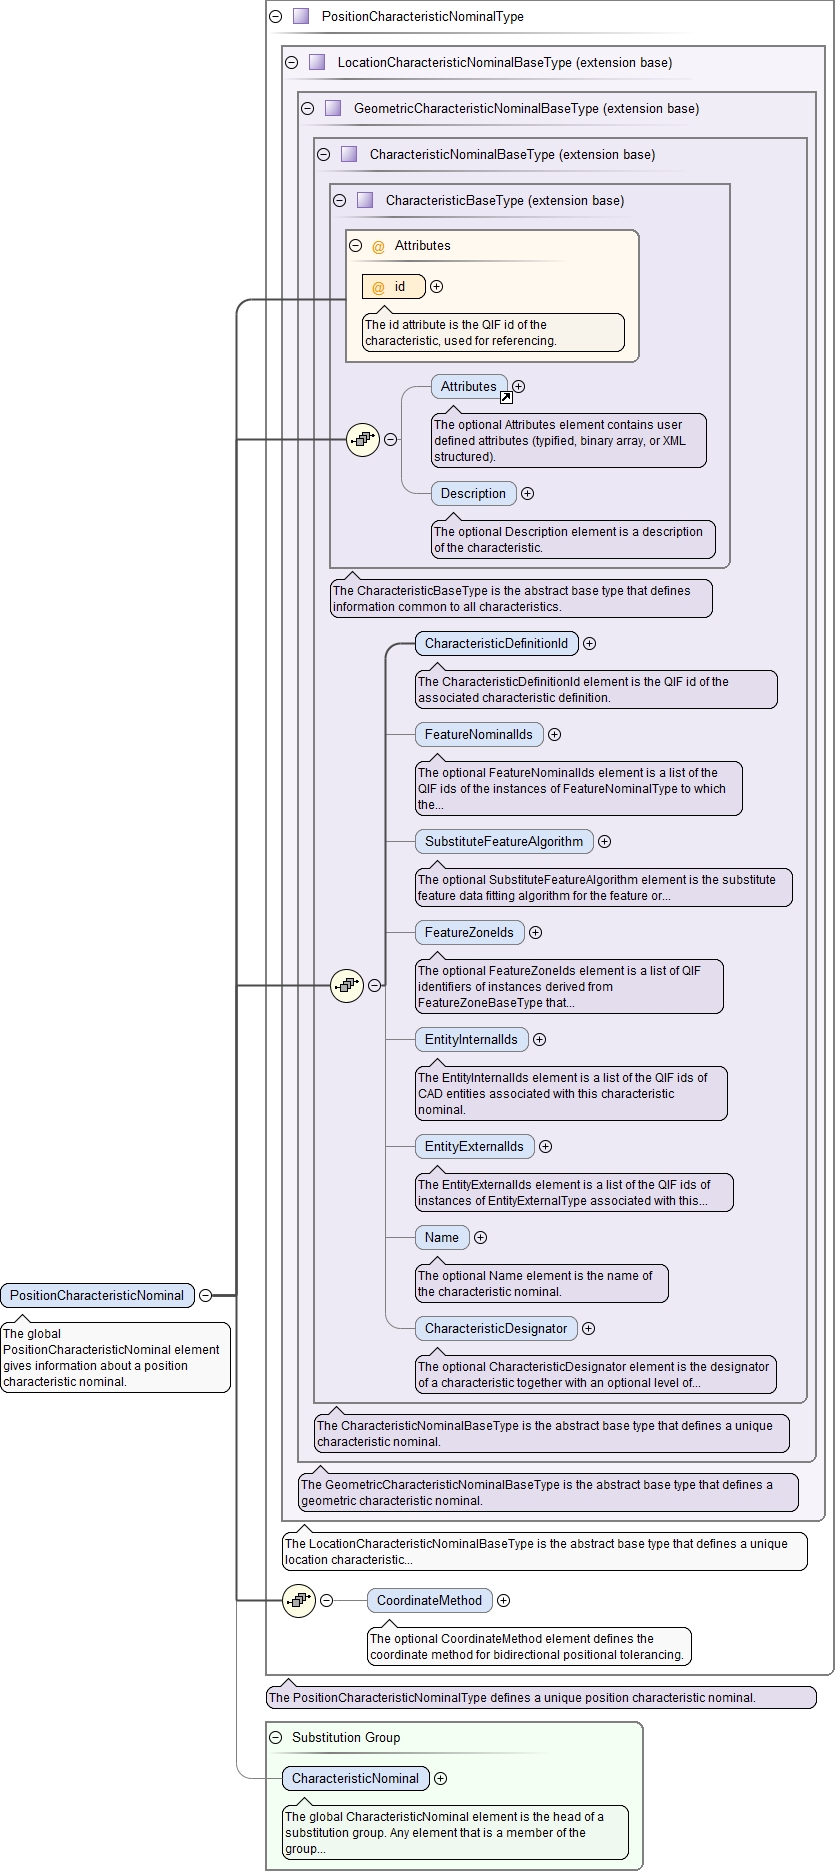 PositionCharacteristicNominalType
LocationCharacteristicNominalBaseType (extension base)
GeometricCharacteristicNominalBaseType (extension base)
CharacteristicNominalBaseType (extension base)
CharacteristicBaseType (extension base)
@ Attributes
@ id
The id attribute is the QIF id of the
characteristic, used for referencing.
Attributes
The optional Attributes element contains user
defined attributes (typified, binary array, or XML
structured).
Description
The optional Description element is a description
of the characteristic.
The CharacteristicBaseType is the abstract base type that defines
information common to all characteristics.
CharacteristicDefinitionId
The CharacteristicDefinitionId element is the QIF id of the
associated characteristic definition.
FeatureNominalIds
The optional FeatureNominalIds element is a list of the
QIF ids of the instances of FeatureNominalType to which
the...
SubstituteFeatureAlgorithm
The optional SubstituteFeatureAlgorithm element is the substitute
feature data fitting algorithm for the feature or...
FeatureZoneIds
The optional FeatureZoneIds element is a list of QIF
identifiers of instances derived from
FeatureZoneBaseType that...
EntityInternalIds
The EntityInternalIds element is a list of the QIF ids of
CAD entities associated with this characteristic
nominal.
EntityExternalIds
The EntityExternalIds element is a list of the QIF ids of
instances of EntityExternalType associated with this...
Name
The optional Name element is the name of
the characteristic nominal.
PositionCharacteristicNominal
The global
PositionCharacteristicNominal element
gives information about a position
characteristic nominal.
CharacteristicDesignator
The optional CharacteristicDesignator element is the designator
of a characteristic together with an optional level of...
The CharacteristicNominalBaseType is the abstract base type that defines a unique
characteristic nominal.
The GeometricCharacteristicNominalBaseType is the abstract base type that defines a
geometric characteristic nominal.
The LocationCharacteristicNominalBaseType is the abstract base type that defines a unique
location characteristic...
CoordinateMethod
The optional CoordinateMethod element defines the
coordinate method for bidirectional positional tolerancing.
The PositionCharacteristicNominalType defines a unique position characteristic nominal.
Substitution Group
CharacteristicNominal
The global CharacteristicNominal element is the head of a
substitution group. Any element that is a member of the
group...